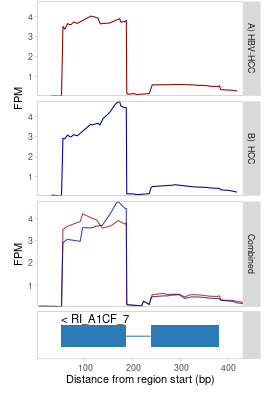 4
3
2
1
FPM
A) HBV-HCC
4
3
2
1
B) HCC
4
3
2
1
FPM
Combined
< RI_A1CF_7
100 200 300 400
Distance from region start (bp)